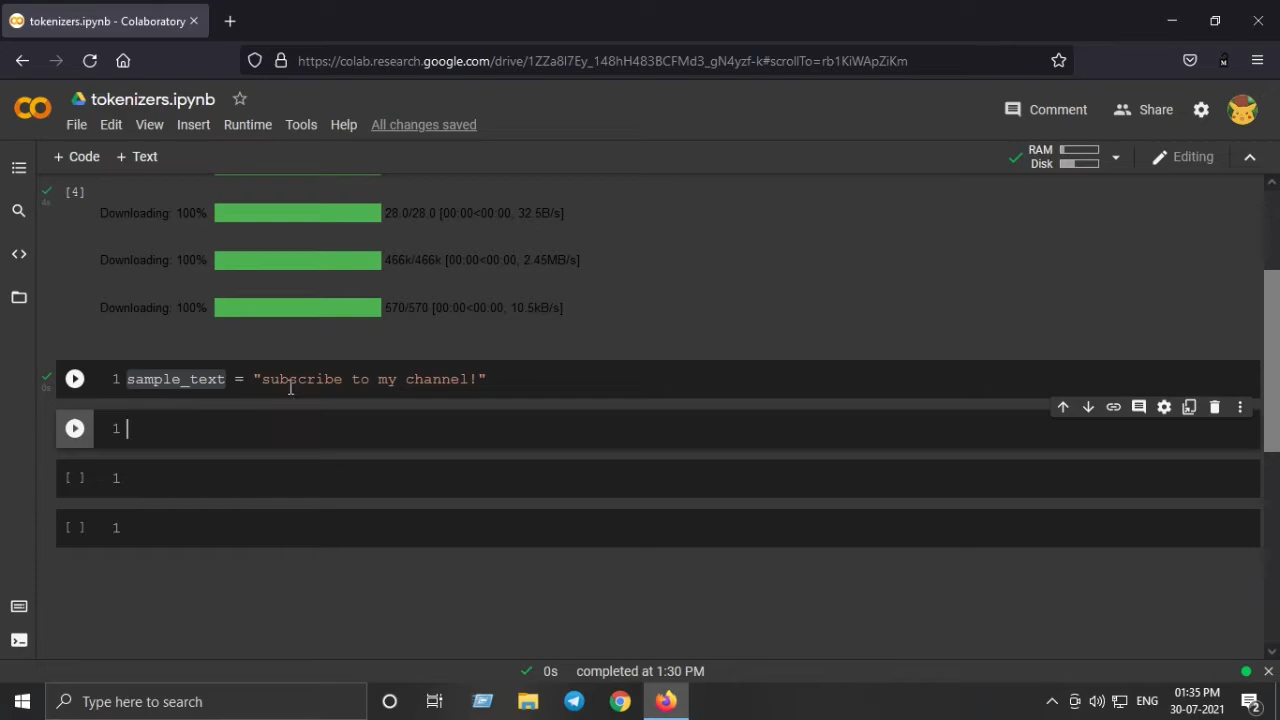 tokenizers.ipynb - Colaboratory
https://colab.research.google.com/drive/1ZZa8I7Ey_148hH483BCFMd3_gN4yzf-k#scrollTo=rb1KiWApZiKm
tokenizers.ipynb
Comment
Share
File Edit View Insert Runtime Tools Help All changes saved
+ Code + Text
RAM
Disk
Editing
[4]
4s
Downloading: 100% 28.0/28.0 [00:00<00:00, 32.5B/s]
Downloading: 100% 466k/466k [00:00<00:00, 2.45MB/s]
Downloading: 100% 570/570 [00:00<00:00, 10.5kB/s]
1 sample_text = "subscribe to my channel!"
0s
1
[ ] 1
[ ] 1
0s completed at 1:30 PM
Type here to search
ENG
01:35 PM
30-07-2021
2